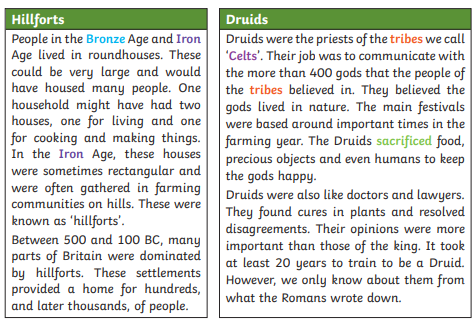 Hillforts
People in the Bronze Age and Iron
Age lived in roundhouses. These
could be very large and would
have housed many people. One
household might have had two
houses, one for living and one
for cooking and making things.
In the Iron Age, these houses
were sometimes rectangular and
were often gathered in farming
communities on hills. These were
known as ‘hillforts’.
Between 500 and 100 BC, many
parts of Britain were dominated
by hillforts. These settlements
provided a home for hundreds,
and later thousands, of people.
Druids
Druids were the priests of the tribes we call
‘Celts’. Their job was to communicate with
the more than 400 gods that the people of
the tribes believed in. They believed the
gods lived in nature. The main festivals
were based around important times in the
farming year. The Druids sacrificed food,
precious objects and even humans to keep
the gods happy.
Druids were also like doctors and lawyers.
They found cures in plants and resolved
disagreements. Their opinions were more
important than those of the king. It took
at least 20 years to train to be a Druid.
However, we only know about them from
what the Romans wrote down.